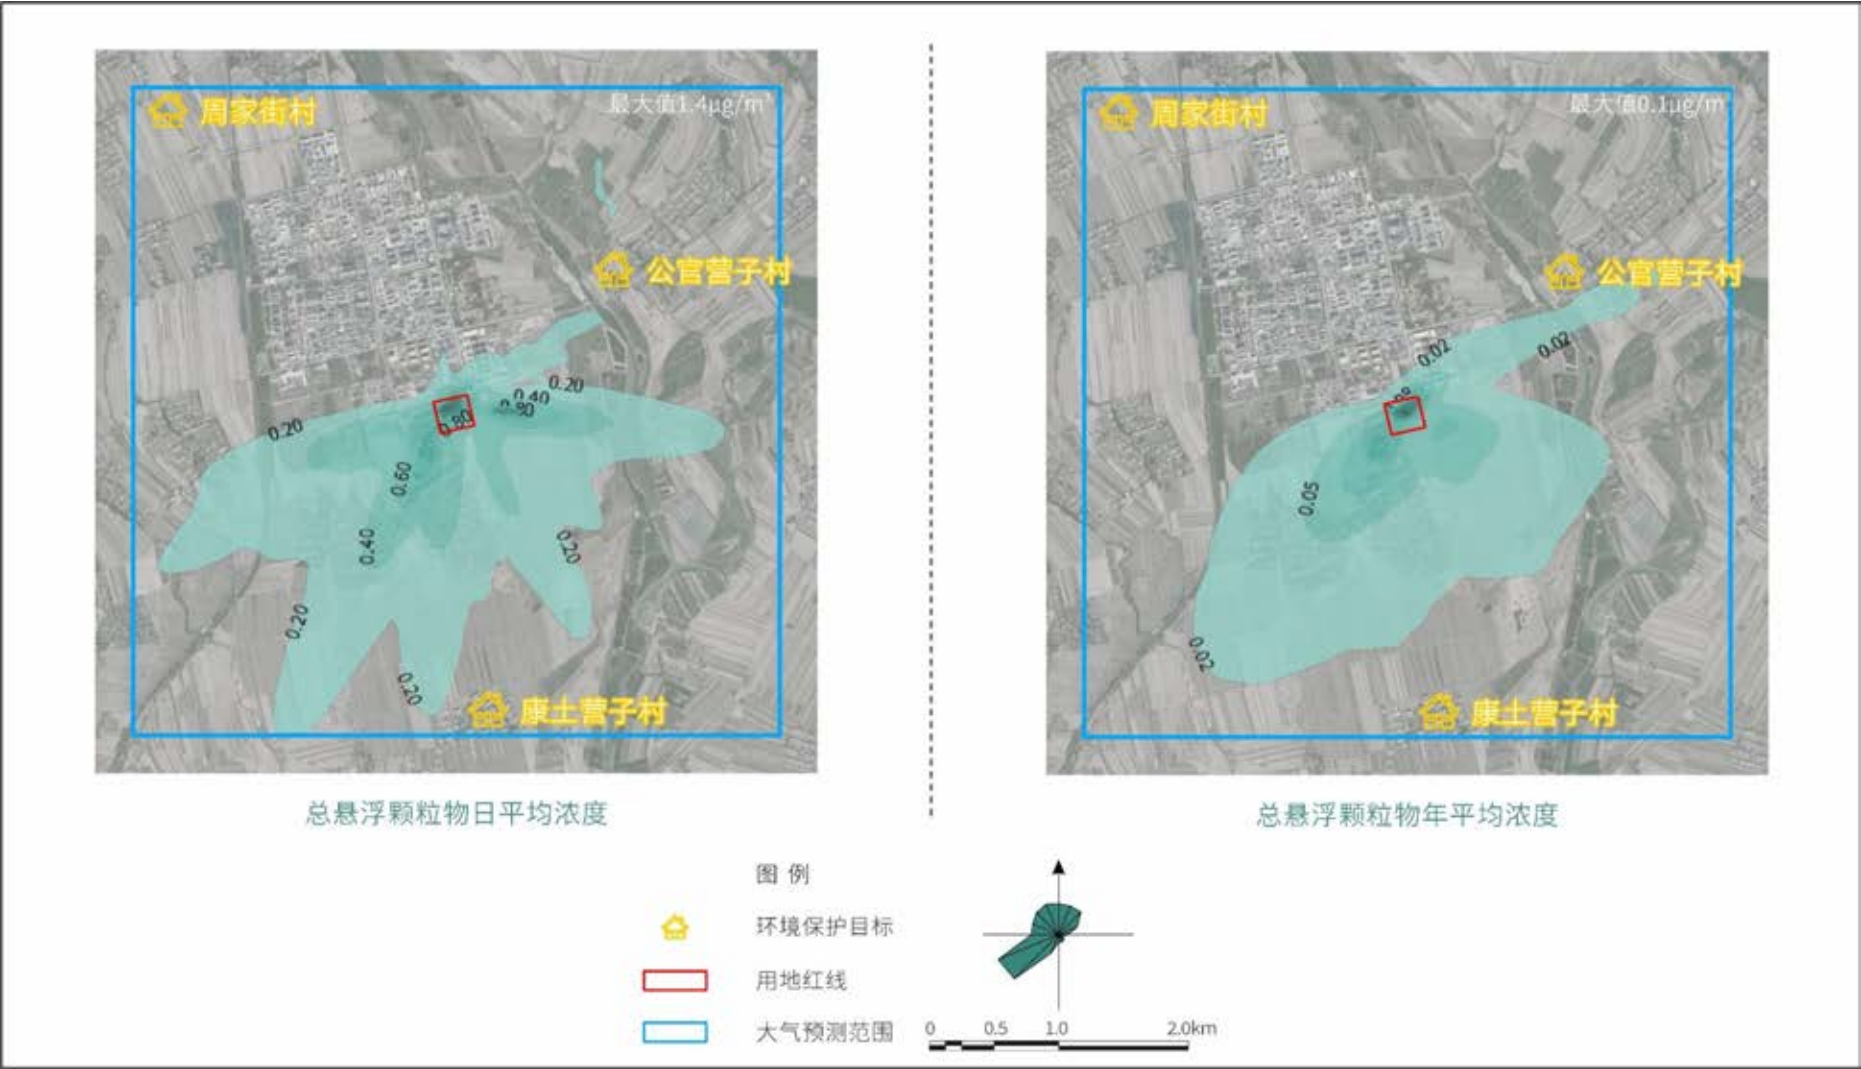 周家街村
最大值1.4μg/m³
公官营子村
0.20
0.40
0.80
0.20
0.60
0.40
0.20
0.20
0.20
康土营子村
总悬浮颗粒物日平均浓度
周家街村
最大值0.1μg/m
公官营子村
0.02
0.02
0.05
0.02
康土营子村
总悬浮颗粒物年平均浓度
图 例
环境保护目标
用地红线
大气预测范围
0 0.5 1.0 2.0km